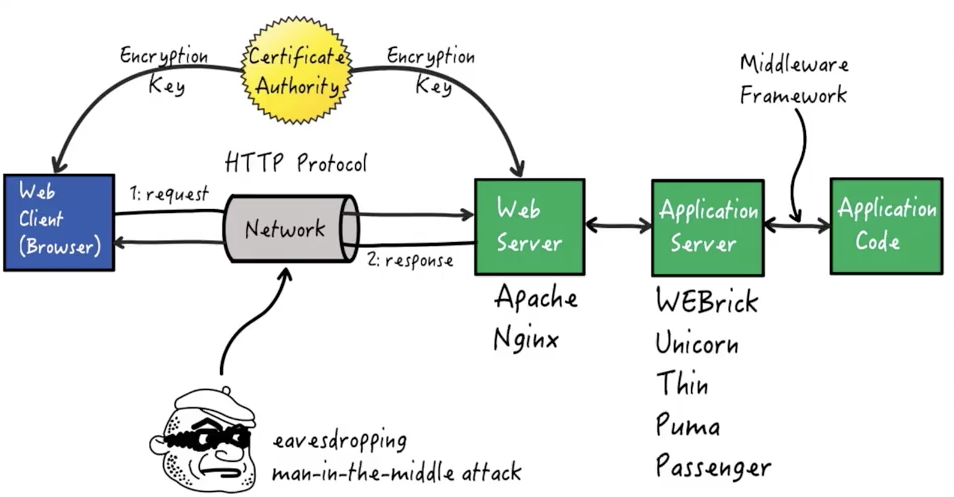 Encryption
Key
Certificate
Authority
Encryption
Key
Middleware
Framework
HTTP Protocol
Web
Client
(Browser)
1: request
Network
2: response
Web
Server
Apache
Nginx
Application
Server
WEBrick
Unicorn
Thin
Puma
Passenger
Application
Code
eavesdropping
man-in-the-middle attack